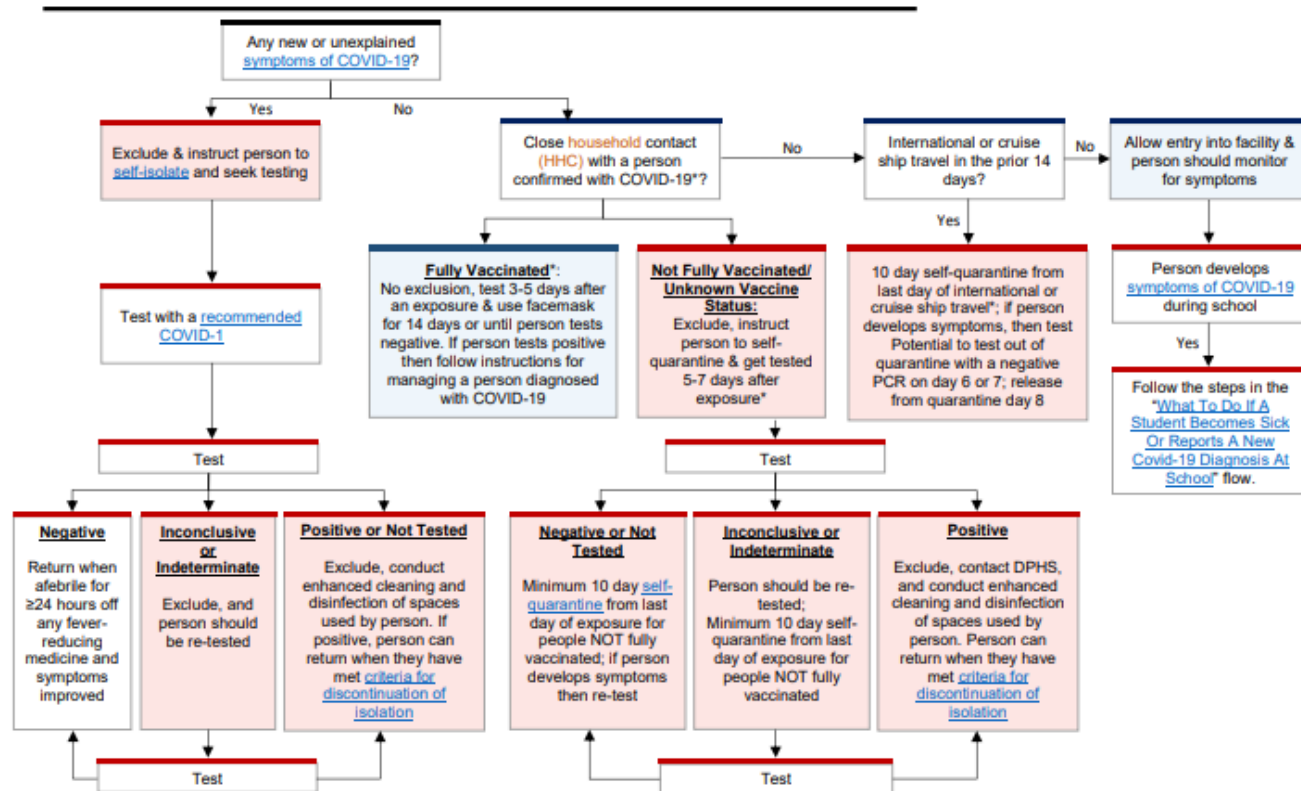 Any new or unexplained
symptoms of COVID-19?
Yes
No
Exclude & instruct person to
self-isolate and seek testing
Close household contact
(HHC) with a person
confirmed with COVID-19*?
No
International or cruise
ship travel in the prior 14
days?
No
Allow entry into facility &
person should monitor
for symptoms
Yes
Test with a recommended
COVID-1
Fully Vaccinated*:
No exclusion, test 3-5 days after
an exposure & use facemask
for 14 days or until person tests
negative. If person tests positive
then follow instructions for
managing a person diagnosed
with COVID-19
Not Fully Vaccinated/
Unknown Vaccine
Status:
Exclude, instruct
person to self-
quarantine & get tested
5-7 days after
exposure*
10 day self-quarantine from
last day of international or
cruise ship travel*; if person
develops symptoms, then test
Potential to test out of
quarantine with a negative
PCR on day 6 or 7; release
from quarantine day 8
Person develops
symptoms of COVID-19
during school
Yes
Follow the steps in the
"What To Do If A
Student Becomes Sick
Or Reports A New
Covid-19 Diagnosis At
School" flow.
Test
Test
Negative
Return when
afebrile for
≥24 hours off
any fever-
reducing
medicine and
symptoms
improved
Inconclusive
or
Indeterminate
Exclude, and
person should
be re-tested
Positive or Not Tested
Exclude, conduct
enhanced cleaning and
disinfection of spaces
used by person. If
positive, person can
return when they have
met criteria for
discontinuation of
isolation
Negative or Not
Tested
Minimum 10 day self-
quarantine from last
day of exposure for
people NOT fully
vaccinated; if person
develops symptoms
then re-test
Inconclusive or
Indeterminate
Person should be re-
tested;
Minimum 10 day self-
quarantine from last
day of exposure for
people NOT fully
vaccinated
Positive
Exclude, contact DPHS,
and conduct enhanced
cleaning and disinfection
of spaces used by
person. Person can
return when they have
met criteria for
discontinuation of
isolation
Test
Test